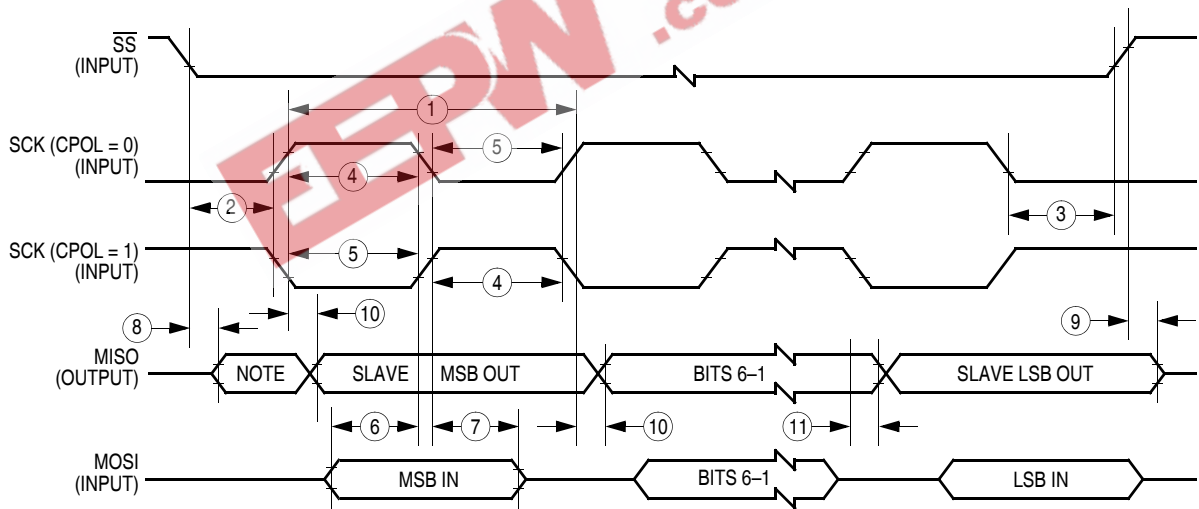 EEPW.co
SS
(INPUT)
1
SCK (CPOL = 0)
(INPUT)
5
4
2
3
SCK (CPOL = 1)
(INPUT)
5
4
10
8
9
MISO
(OUTPUT)
NOTE
SLAVE MSB OUT
BITS 6–1
SLAVE LSB OUT
6
7
10
11
MOSI
(INPUT)
MSB IN
BITS 6–1
LSB IN